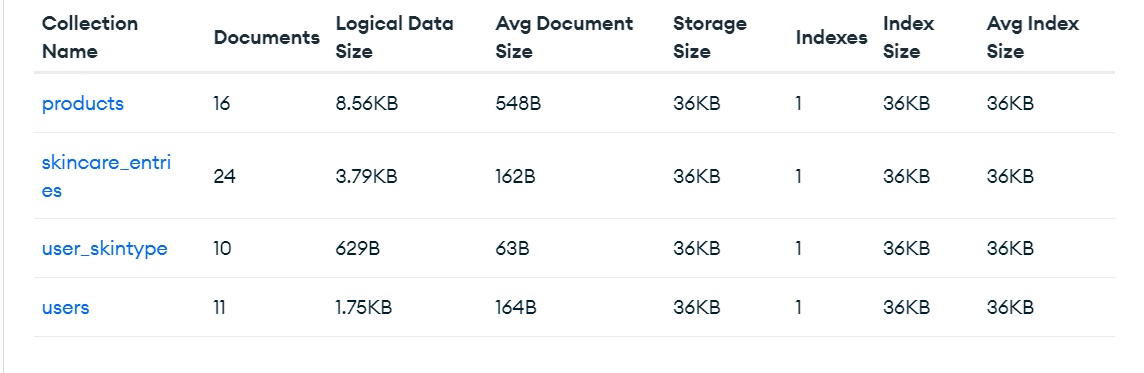 Collection Name Documents Logical Data Size Avg Document Size Storage Size Indexes Index Size Avg Index Size
products 16 8.56KB 548B 36KB 1 36KB 36KB
skincare_entries 24 3.79KB 162B 36KB 1 36KB 36KB
user_skintype 10 629B 63B 36KB 1 36KB 36KB
users 11 1.75KB 164B 36KB 1 36KB 36KB